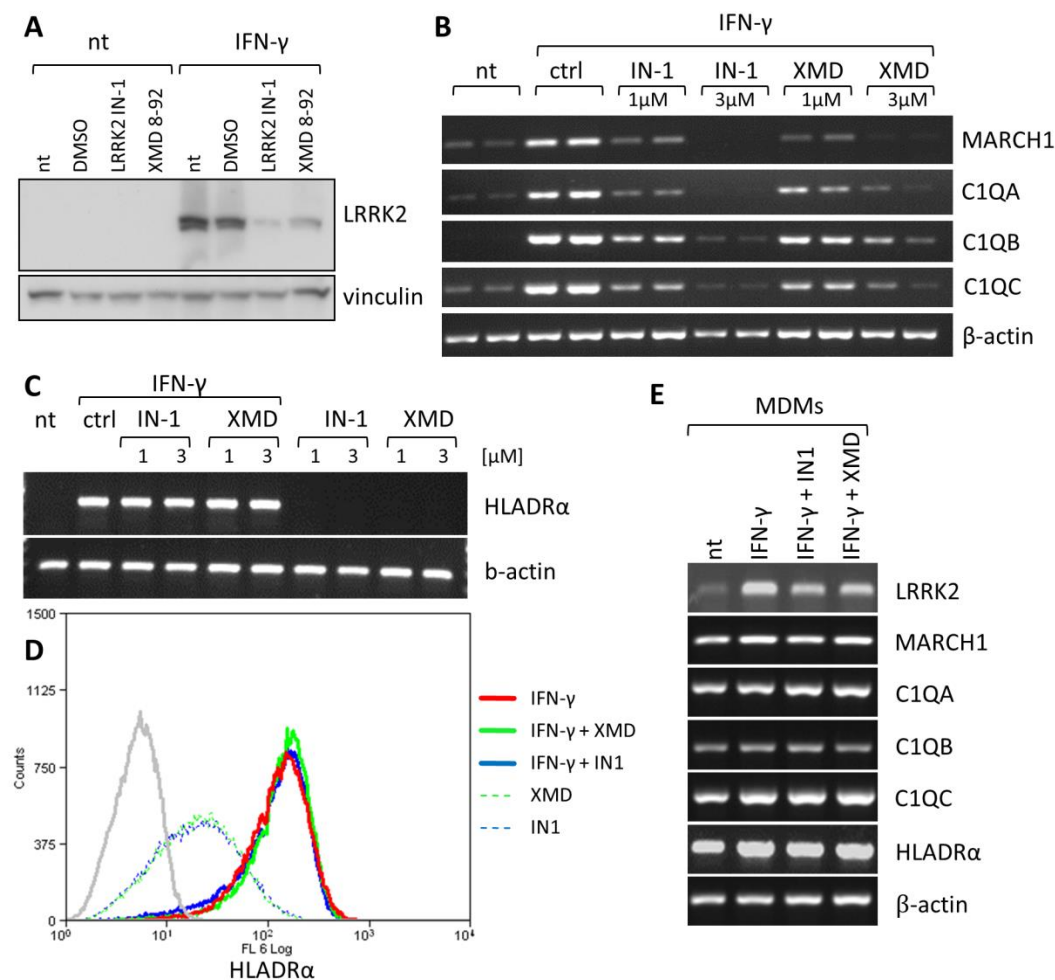 A
nt IFN-γ
nt DMSO LRRK2 IN-1 XMD 8-92 nt DMSO LRRK2 IN-1 XMD 8-92
LRRK2
vinculin
B
IFN-γ
nt ctrl IN-1 IN-1 XMD XMD
1µM 3µM 1µM 3µM
MARCH1
C1QA
C1QB
C1QC
β-actin
C
IFN-γ
nt ctrl IN-1 XMD IN-1 XMD
1 3 1 3 1 3 1 3 [µM]
HLADRα
b-actin
D
1500
1125
750
375
0
Counts
10⁰ 10¹ 10² 10³ 10⁴
FL 6 Log
HLADRα
IFN-γ
IFN-γ + XMD
IFN-γ + IN1
XMD
IN1
E
MDMs
nt IFN-γ IFN-γ + IN1 IFN-γ + XMD
LRRK2
MARCH1
C1QA
C1QB
C1QC
HLADRα
β-actin